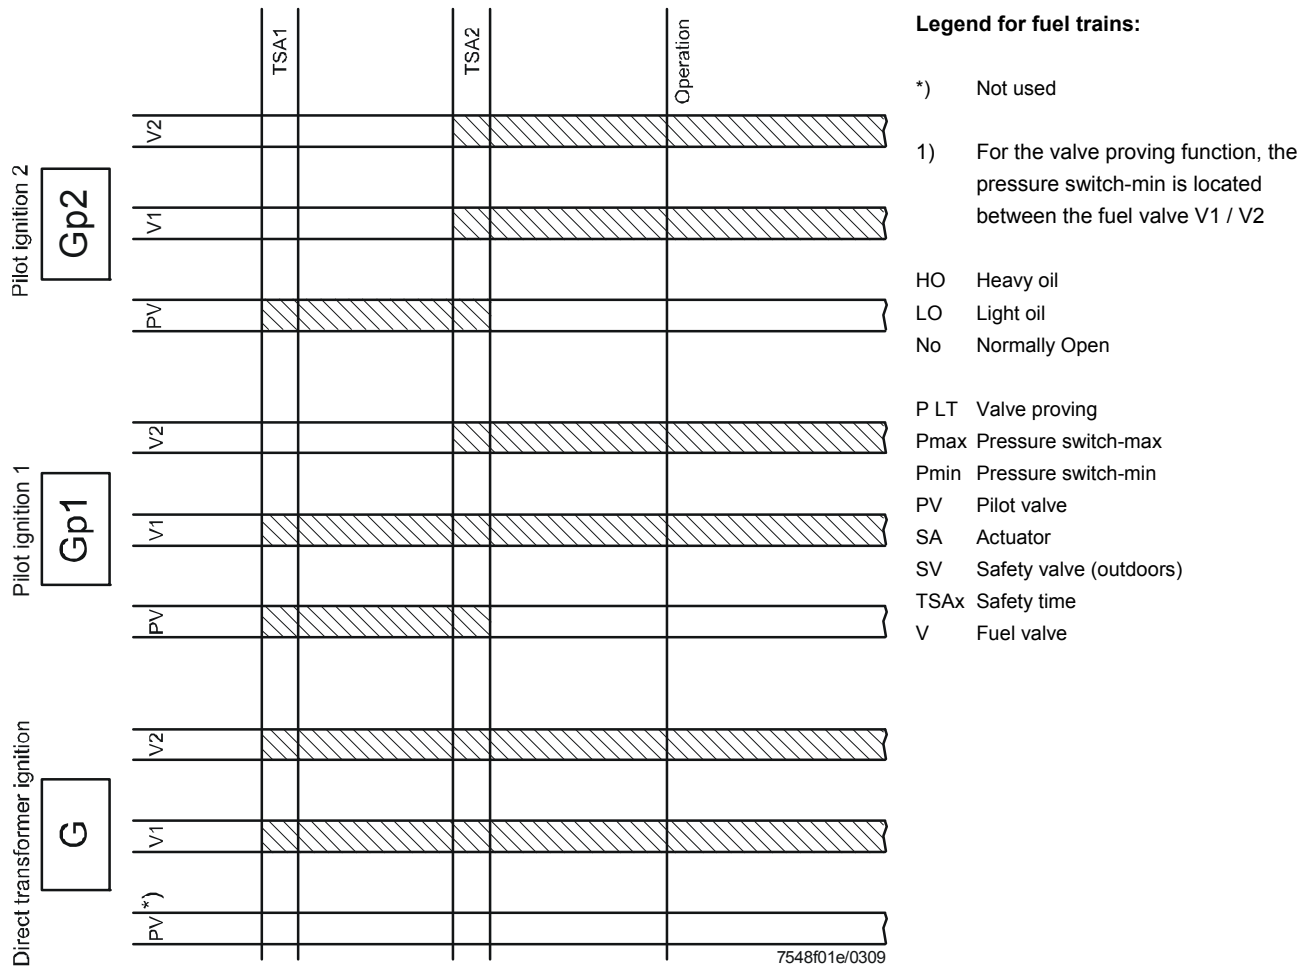 TSA1
TSA2
Operation
Pilot ignition 2
Gp2
V2
V1
PV
Pilot ignition 1
Gp1
V2
V1
PV
Direct transformer ignition
G
V2
V1
PV *)
7548f01e/0309
Legend for fuel trains:
*) Not used
1) For the valve proving function, the
pressure switch-min is located
between the fuel valve V1 / V2
HO Heavy oil
LO Light oil
No Normally Open
P LT Valve proving
Pmax Pressure switch-max
Pmin Pressure switch-min
PV Pilot valve
SA Actuator
SV Safety valve (outdoors)
TSAx Safety time
V Fuel valve